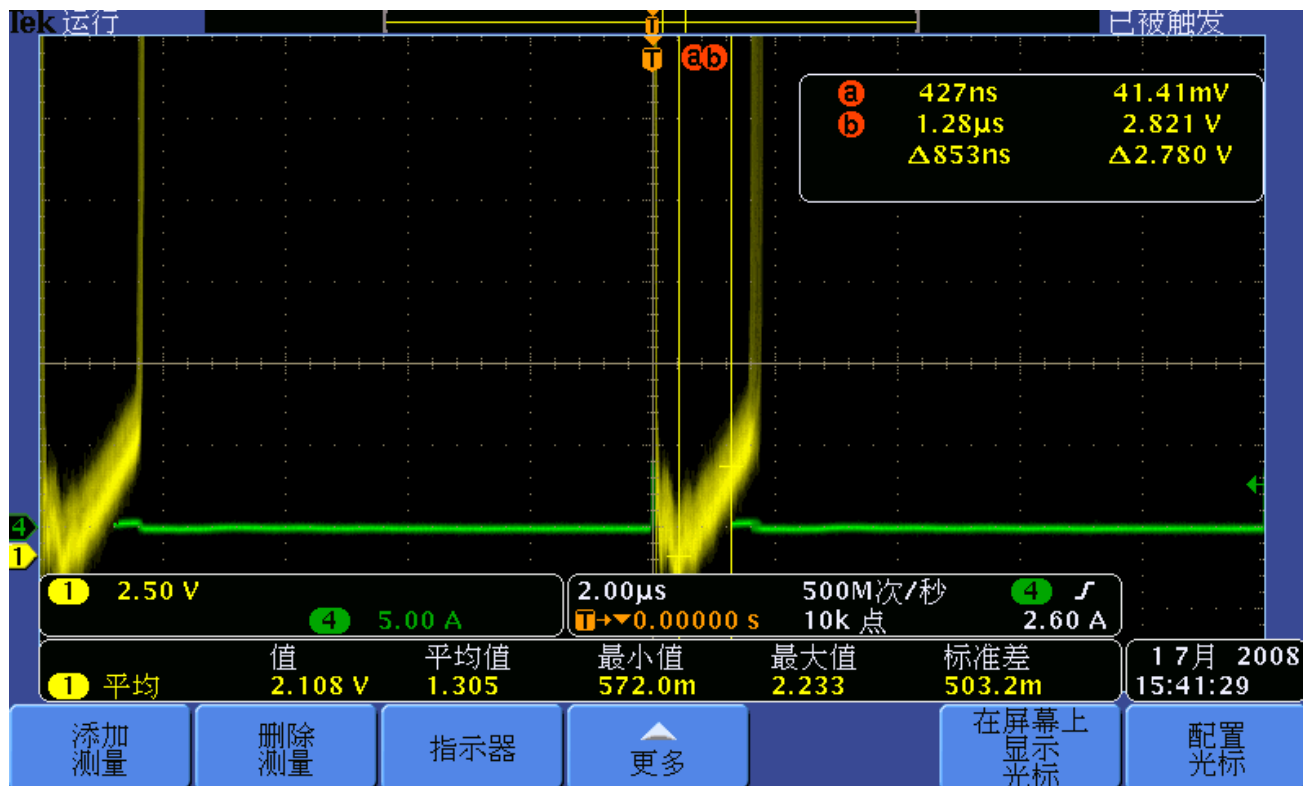 Tek 运行
已被触发
T
T a b
a 427ns 41.41mV
b 1.28µs 2.821 V
Δ853ns Δ2.780 V
4
1
1 2.50 V
4 5.00 A
2.00µs 500M次/秒 4
T→▼0.00000 s 10k 点 2.60 A
值 平均值 最小值 最大值 标准差
1 平均 2.108 V 1.305 572.0m 2.233 503.2m
1 7月 2008
15:41:29
添加
测量
删除
测量
指示器
更多
在屏幕上
显示
光标
配置
光标